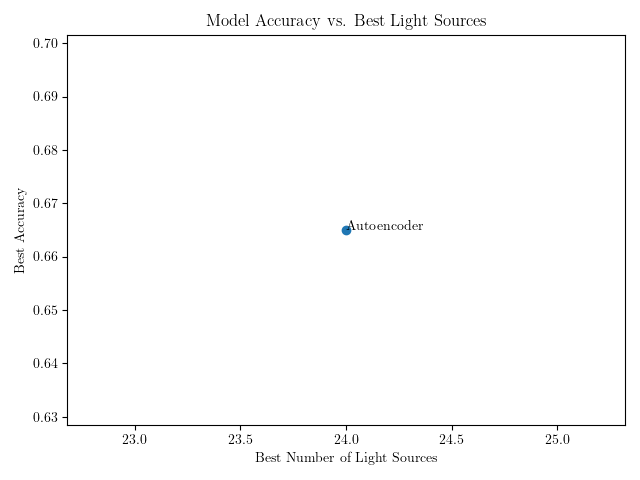 Model Accuracy vs. Best Light Sources
0.70
0.69
0.68
0.67
0.66
0.65
0.64
0.63
Best Accuracy
Autoencoder
23.0 23.5 24.0 24.5 25.0
Best Number of Light Sources